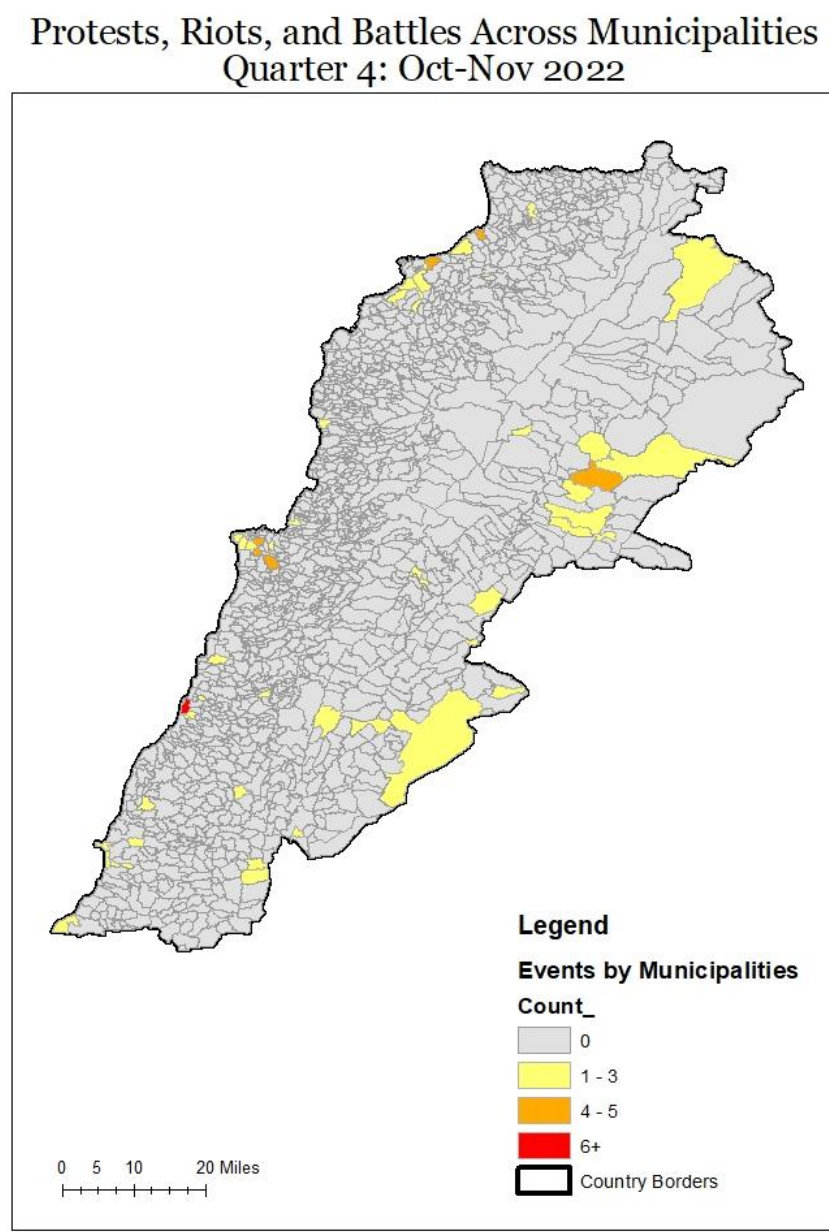 Protests, Riots, and Battles Across Municipalities
Quarter 4: Oct-Nov 2022
Legend
Events by Municipalities
Count_
0
1 - 3
4 - 5
6+
Country Borders
0 5 10 20 Miles